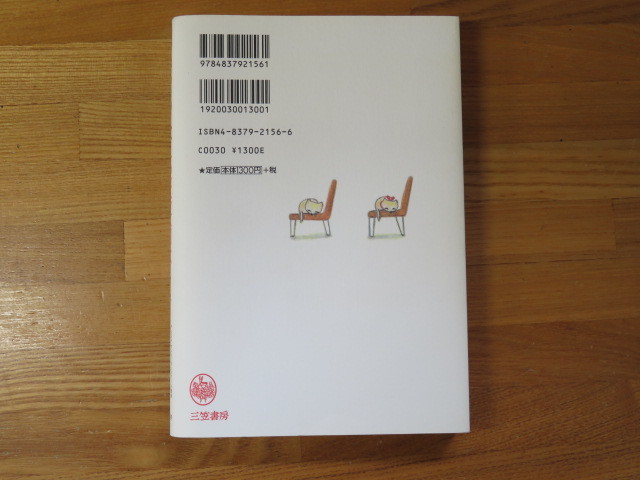 9784837921561
1920030013001
ISBN4-8379-2156-6
C0030 ¥1300E
★定価 本体1300円 +税
三笠書房